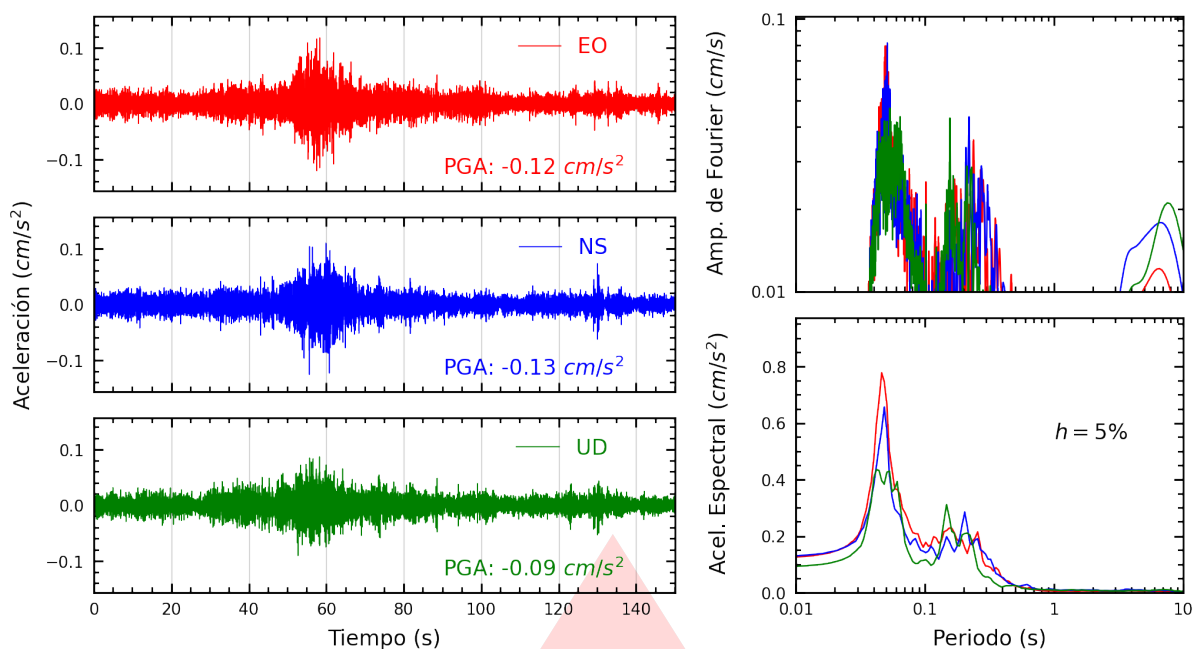 Aceleración (cm/s²)
0.1
0.0
−0.1
EO
PGA: -0.12 cm/s²
0.1
0.0
−0.1
NS
PGA: -0.13 cm/s²
0.1
0.0
−0.1
UD
PGA: -0.09 cm/s²
0 20 40 60 80 100 120 140
Tiempo (s)
Amp. de Fourier (cm/s)
0.1
0.01
Acel. Espectral (cm/s²)
0.8
0.6
0.4
0.2
0.0
h = 5%
0.01 0.1 1 10
Periodo (s)